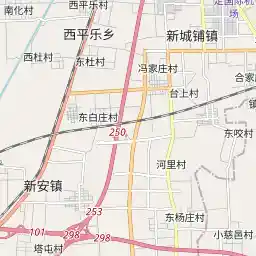 南化村
西平乐村
西平乐乡
新城铺镇
定国际机
场
西杜村
东杜村
冯家庄村
合家
台上村
镇
东白庄村
250
东咬村
河里村
新安镇
253
东杨庄村
101
298
298
小慈邑村
塔屯村